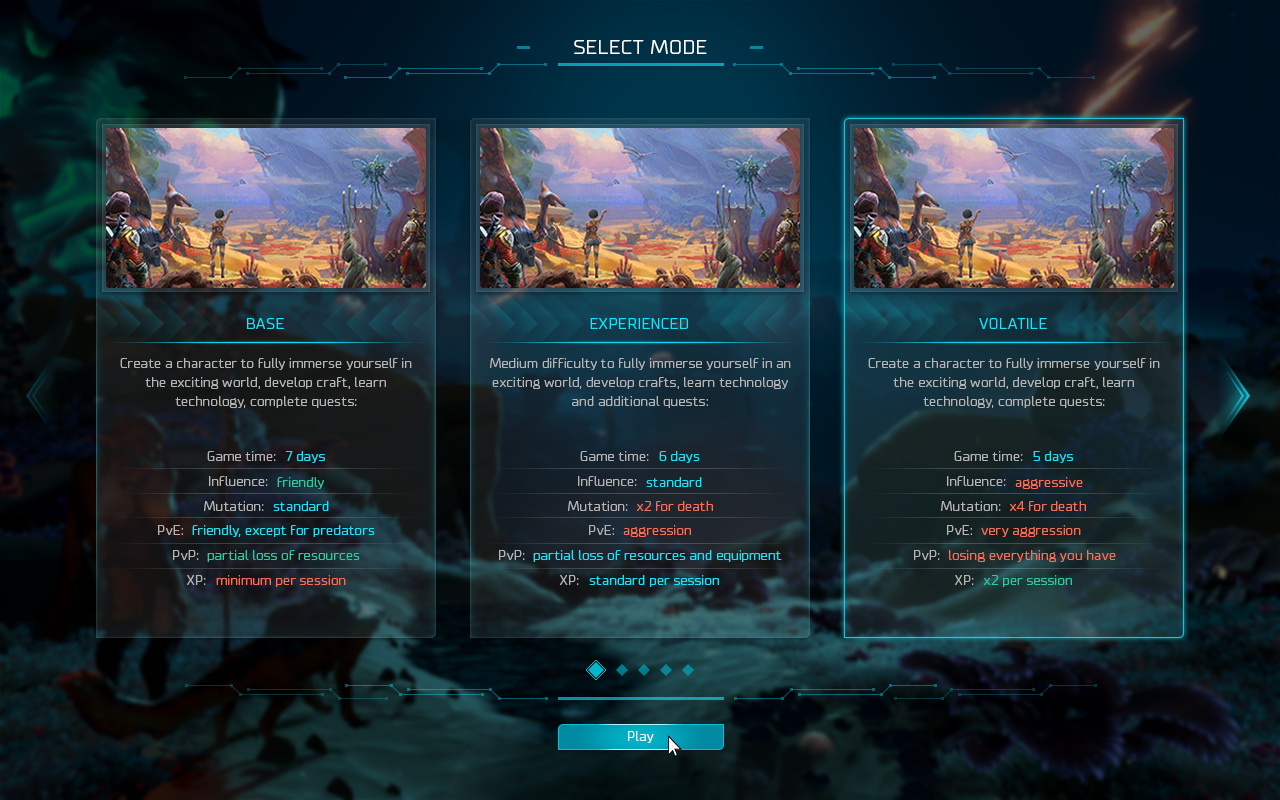 SELECT MODE
BASE
Create a character to fully immerse yourself in
the exciting world, develop craft, learn
technology, complete quests:
Game time: 7 days
Influence: friendly
Mutation: standard
PvE: friendly, except for predators
PvP: partial loss of resources
XP: minimum per session
EXPERIENCED
Medium difficulty to fully immerse yourself in an
exciting world, develop crafts, learn technology
and additional quests:
Game time: 6 days
Influence: standard
Mutation: x2 for death
PvE: aggression
PvP: partial loss of resources and equipment
XP: standard per session
VOLATILE
Create a character to fully immerse yourself in
the exciting world, develop craft, learn
technology, complete quests:
Game time: 5 days
Influence: aggressive
Mutation: x4 for death
PvE: very aggression
PvP: losing everything you have
XP: x2 per session
Play